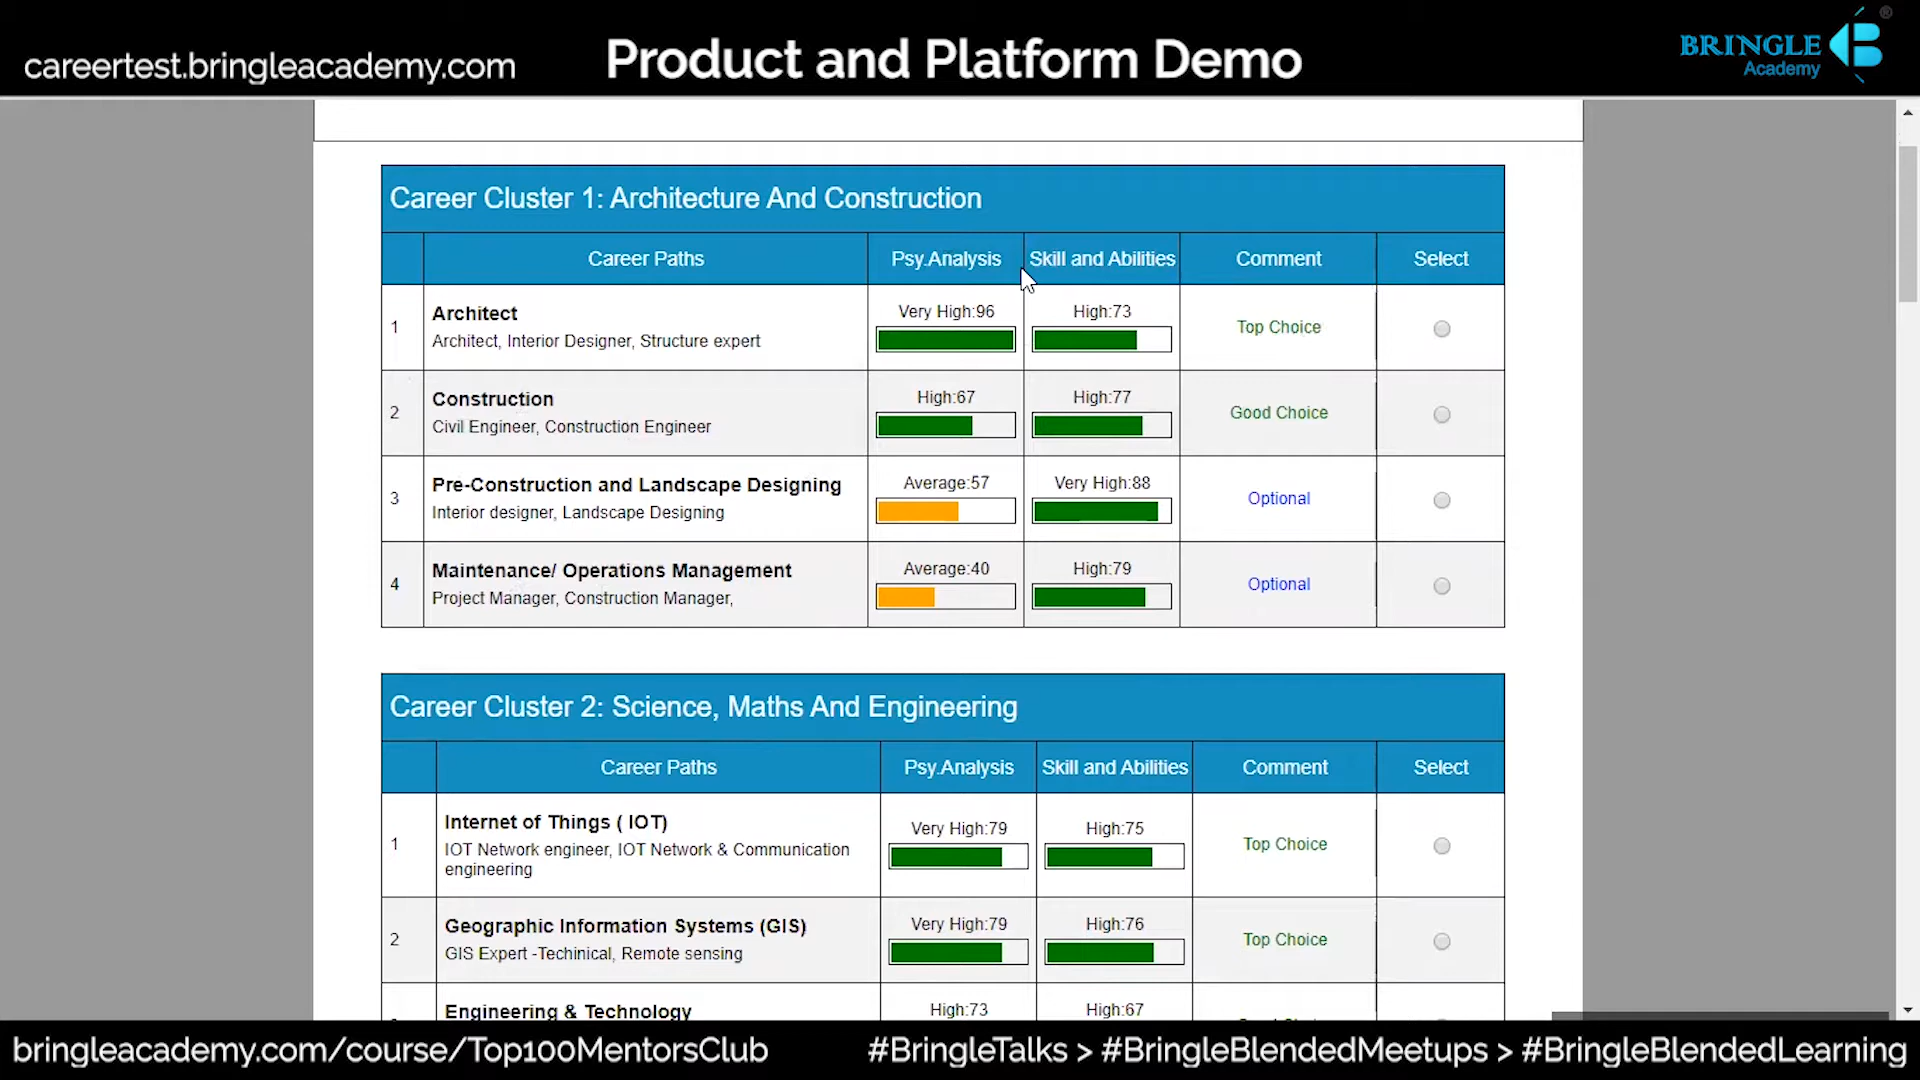 careertest.bringleacademy.com
Product and Platform Demo
BRINGLE
Academy
®
Career Cluster 1: Architecture And Construction
Career Paths Psy.Analysis Skill and Abilities Comment Select
1 Architect Very High:96 High:73 Top Choice
Architect, Interior Designer, Structure expert
2 Construction High:67 High:77 Good Choice
Civil Engineer, Construction Engineer
3 Pre-Construction and Landscape Designing Average:57 Very High:88 Optional
Interior designer, Landscape Designing
4 Maintenance/ Operations Management Average:40 High:79 Optional
Project Manager, Construction Manager,
Career Cluster 2: Science, Maths And Engineering
Career Paths Psy.Analysis Skill and Abilities Comment Select
1 Internet of Things ( IOT) Very High:79 High:75 Top Choice
IOT Network engineer, IOT Network & Communication
engineering
2 Geographic Information Systems (GIS) Very High:79 High:76 Top Choice
GIS Expert -Techinical, Remote sensing
Engineering & Technology High:73 High:67
bringleacademy.com/course/Top100MentorsClub
#BringleTalks > #BringleBlendedMeetups > #BringleBlendedLearning